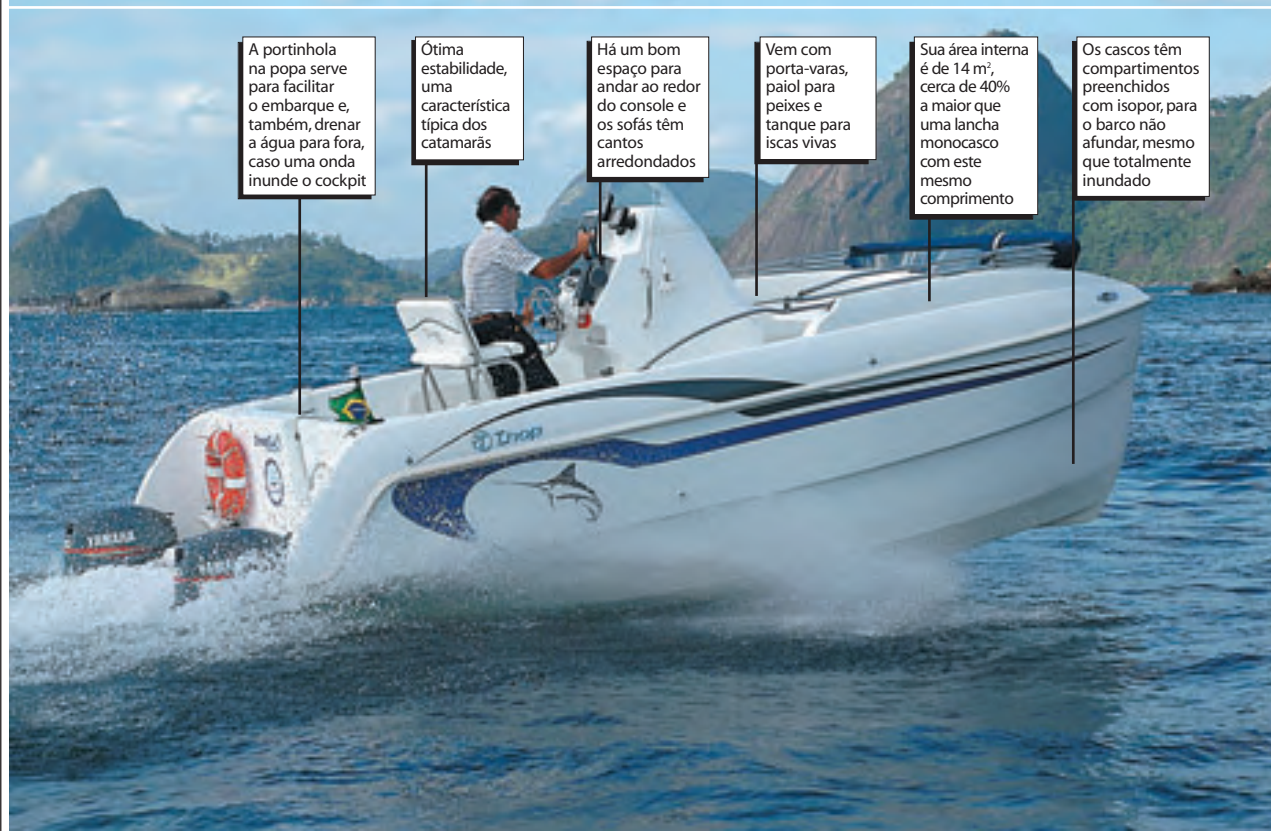 A portinhola
na popa serve
para facilitar
o embarque e,
também, drenar
a água para fora,
caso uma onda
inunde o cockpit
Ótima
estabilidade,
uma
característica
típica dos
catamarãs
Há um bom
espaço para
andar ao redor
do console e
os sofás têm
cantos
arredondados
Vem com
porta-varas,
paiol para
peixes e
tanque para
iscas vivas
Sua área interna
é de 14 m²,
cerca de 40%
a maior que
uma lancha
monocasco
com este
mesmo
comprimento
Os cascos têm
compartimentos
preenchidos
com isopor, para
o barco não
afundar, mesmo
que totalmente
inundado
YAMAHA